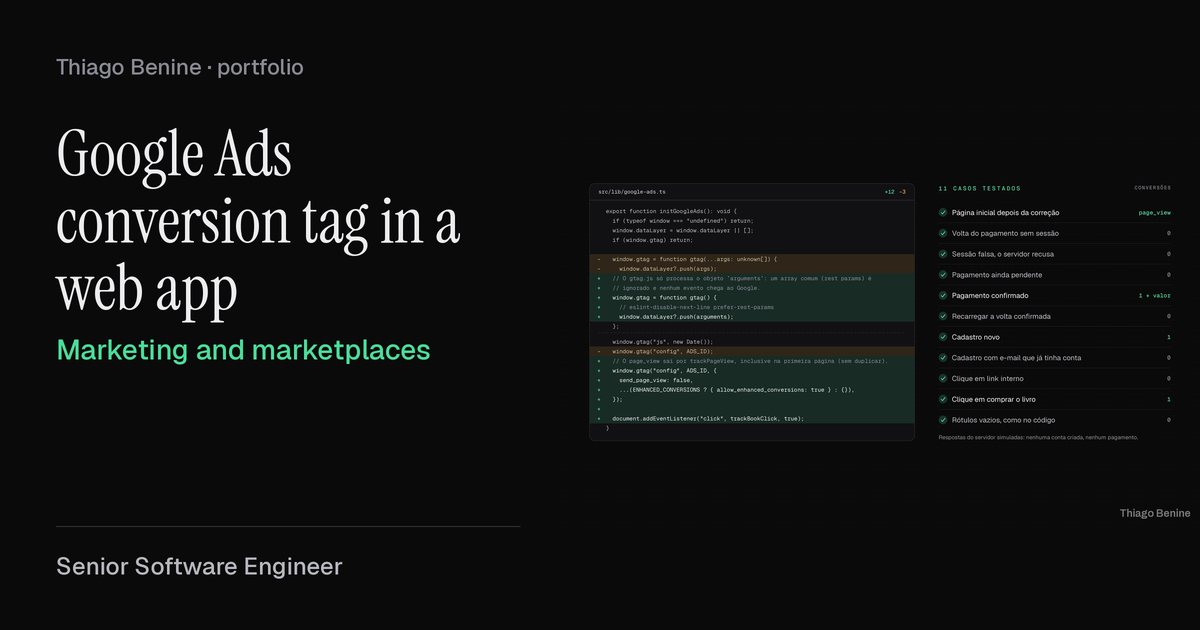 Thiago Benine · portfolio
Google Ads
conversion tag in a
web app
Marketing and marketplaces
Senior Software Engineer
src/lib/google-ads.ts +12 -3
export function initGoogleAds(): void {
if (typeof window === "undefined") return;
window.dataLayer = window.dataLayer || [];
if (window.gtag) return;
- window.gtag = function gtag(...args: unknown[]) {
- window.dataLayer?.push(args);
+ // O gtag.js só processa o objeto `arguments`: um array comum (rest params) é
+ // ignorado e nenhum evento chega ao Google.
+ window.gtag = function gtag() {
+ // eslint-disable-next-line prefer-rest-params
+ window.dataLayer?.push(arguments);
};
window.gtag("js", new Date());
- window.gtag("config", ADS_ID);
+ // O page_view sai por trackPageView, inclusive na primeira página (sem duplicar).
+ window.gtag("config", ADS_ID, {
+ send_page_view: false,
+ ...(ENHANCED_CONVERSIONS ? { allow_enhanced_conversions: true } : {}),
+ });
+
+ document.addEventListener("click", trackBookClick, true);
}
11 CASOS TESTADOS CONVERSÕES
Página inicial depois da correção page_view
Volta do pagamento sem sessão 0
Sessão falsa, o servidor recusa 0
Pagamento ainda pendente 0
Pagamento confirmado 1 + valor
Recarregar a volta confirmada 0
Cadastro novo 1
Cadastro com e-mail que já tinha conta 0
Clique em link interno 0
Clique em comprar o livro 1
Rótulos vazios, como no código 0
Respostas do servidor simuladas: nenhuma conta criada, nenhum pagamento.
Thiago Benine